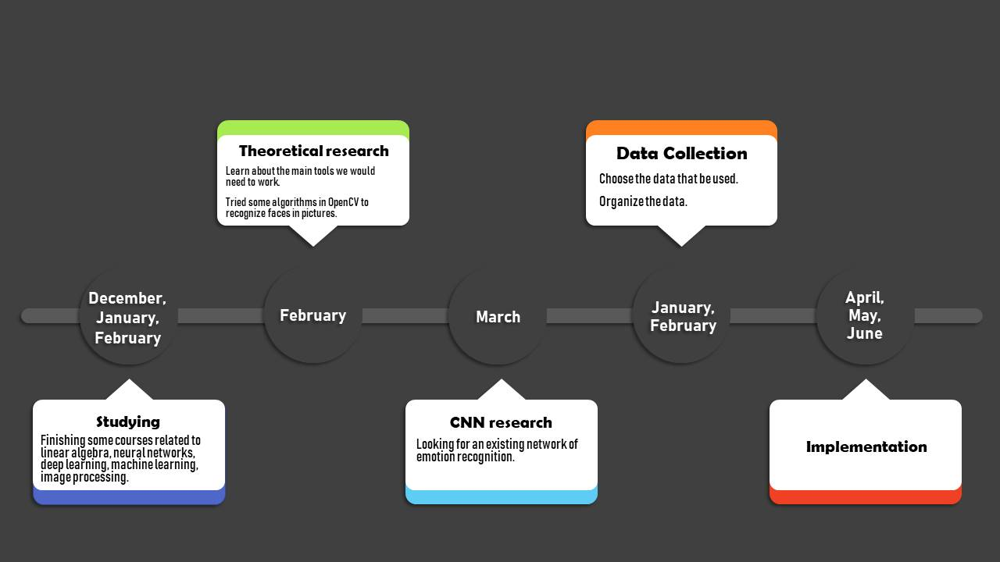 Theoretical research
Learn about the main tools we would
need to work.
Tried some algorithms in OpenCV to
recognize faces in pictures.
Data Collection
Choose the data that be used.
Organize the data.
December,
January,
February
February
March
January,
February
April,
May,
June
Studying
Finishing some courses related to
linear algebra, neural networks,
deep learning, machine learning,
image processing.
CNN research
Looking for an existing network of
emotion recognition.
Implementation